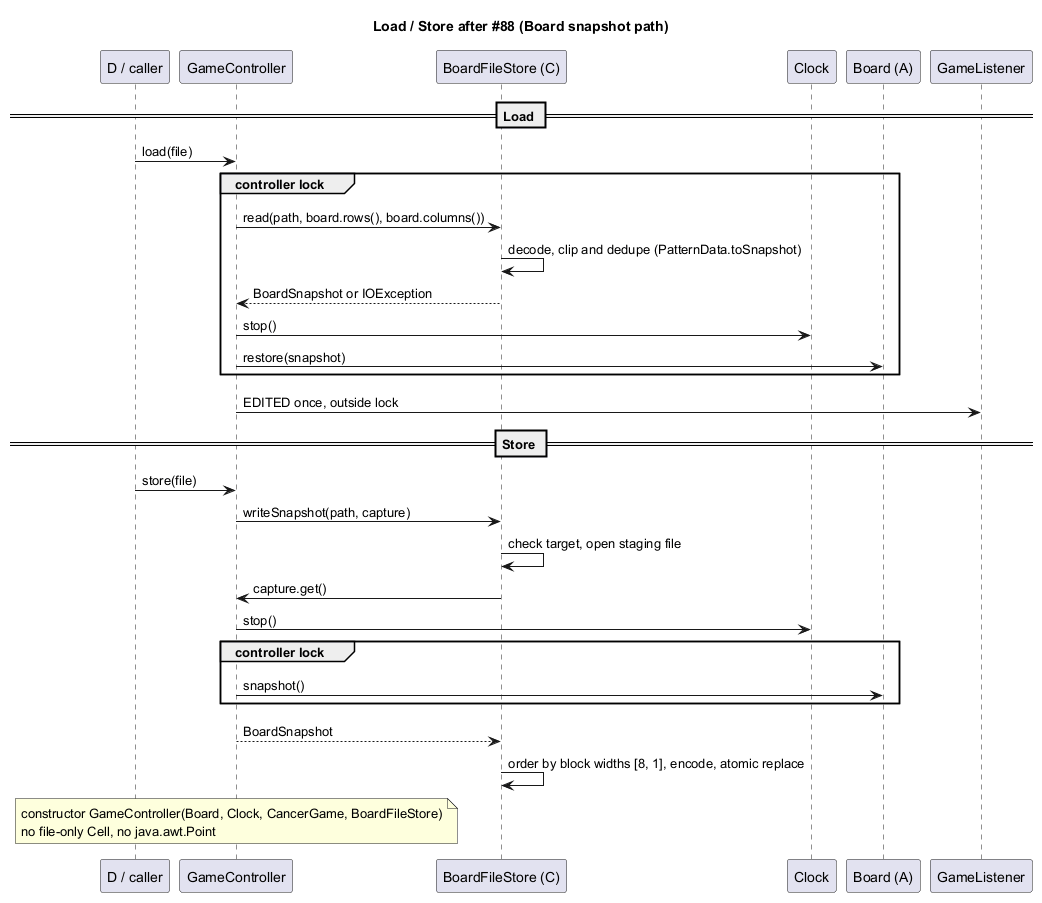 Load / Store after #88 (Board snapshot path)
D / caller
GameController
BoardFileStore (C)
Clock
Board (A)
GameListener
Load
load(file)
controller lock
read(path, board.rows(), board.columns())
decode, clip and dedupe (PatternData.toSnapshot)
BoardSnapshot or IOException
stop()
restore(snapshot)
EDITED once, outside lock
Store
store(file)
writeSnapshot(path, capture)
check target, open staging file
capture.get()
stop()
controller lock
snapshot()
BoardSnapshot
order by block widths [8, 1], encode, atomic replace
constructor GameController(Board, Clock, CancerGame, BoardFileStore)
no file-only Cell, no java.awt.Point
D / caller
GameController
BoardFileStore (C)
Clock
Board (A)
GameListener